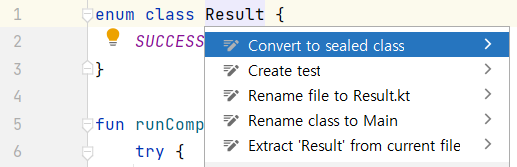 1 enum class Result {
2 SUCCESS
Convert to sealed class
Create test
3 }
Rename file to Result.kt
4
Rename class to Main
5 fun runComp
Extract 'Result' from current file
6 try {